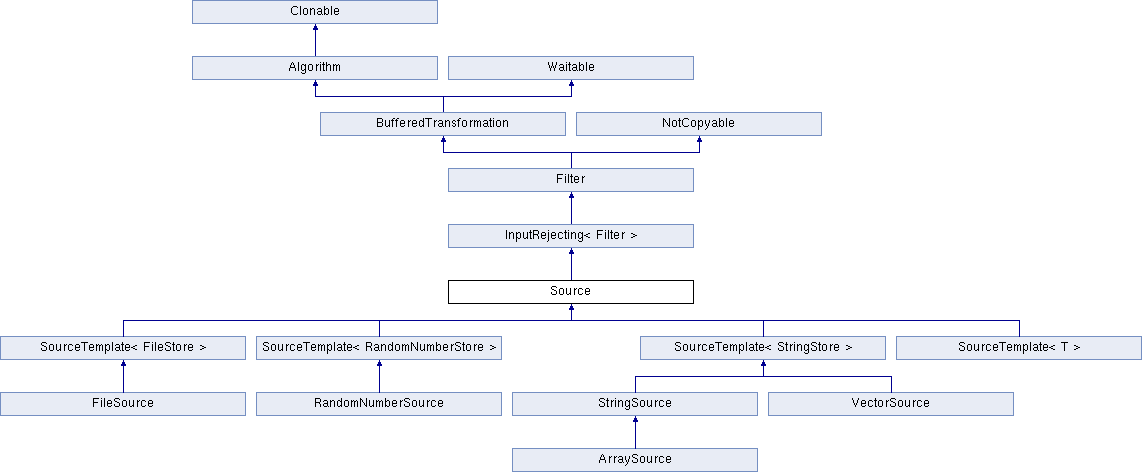 Clonable
Algorithm
Waitable
BufferedTransformation
NotCopyable
Filter
InputRejecting< Filter >
Source
SourceTemplate< FileStore >
SourceTemplate< RandomNumberStore >
SourceTemplate< StringStore >
SourceTemplate< T >
FileSource
RandomNumberSource
StringSource
VectorSource
ArraySource